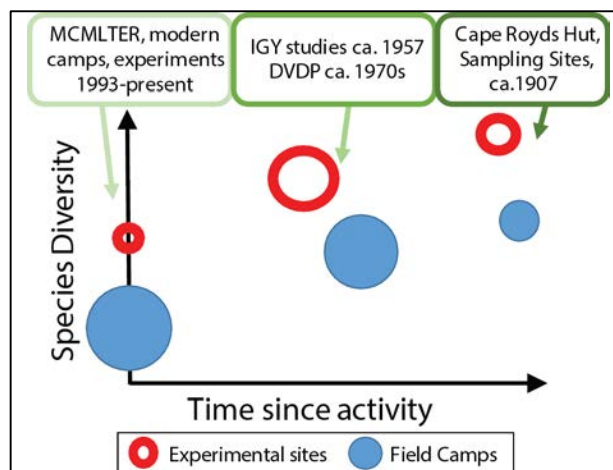 MCMLTER, modern
camps, experiments
1993-present
IGY studies ca. 1957
DVDP ca. 1970s
Cape Royds Hut,
Sampling Sites,
ca.1907
Species Diversity
Time since activity
Experimental sites
Field Camps